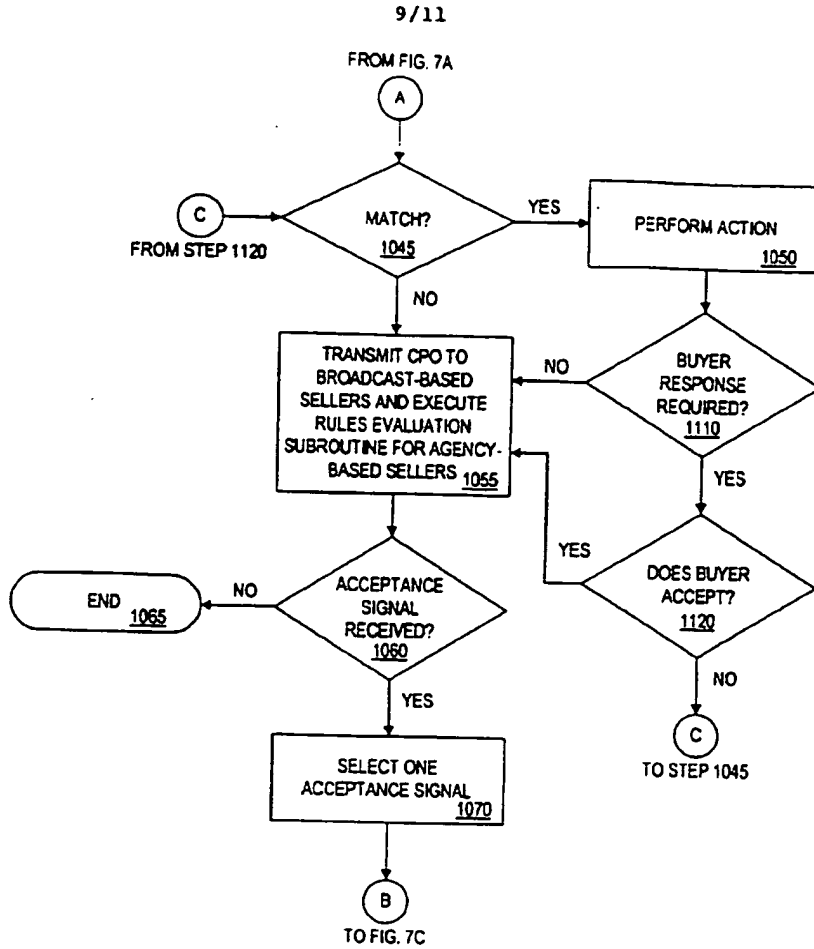 9/11
FROM FIG. 7A
A
C
FROM STEP 1120
MATCH?
1045
YES
NO
PERFORM ACTION
1050
TRANSMIT CPO TO
BROADCAST-BASED
SELLERS AND EXECUTE
RULES EVALUATION
SUBROUTINE FOR AGENCY-
BASED SELLERS 1055
NO
BUYER
RESPONSE
REQUIRED?
1110
YES
YES
DOES BUYER
ACCEPT?
1120
NO
C
TO STEP 1045
END
1065
NO
ACCEPTANCE
SIGNAL
RECEIVED?
1060
YES
SELECT ONE
ACCEPTANCE SIGNAL
1070
B
TO FIG. 7C